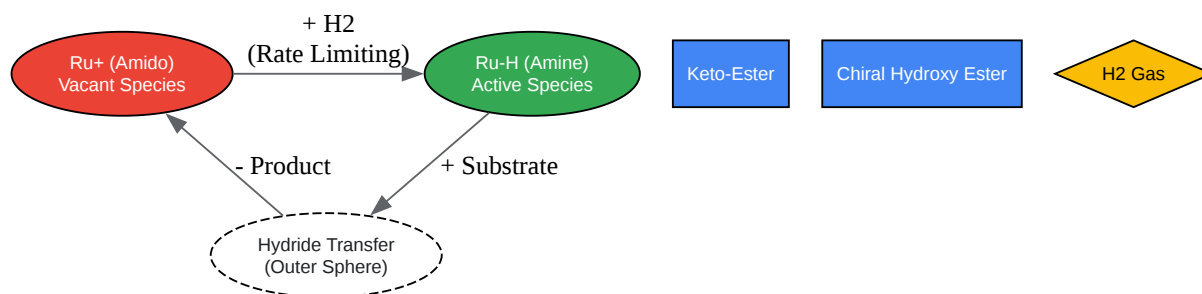 + H2
(Rate Limiting)
Ru+ (Amido)
Vacant Species
Ru-H (Amine)
Active Species
Keto-Ester
Chiral Hydroxy Ester
H2 Gas
- Product
+ Substrate
Hydride Transfer
(Outer Sphere)